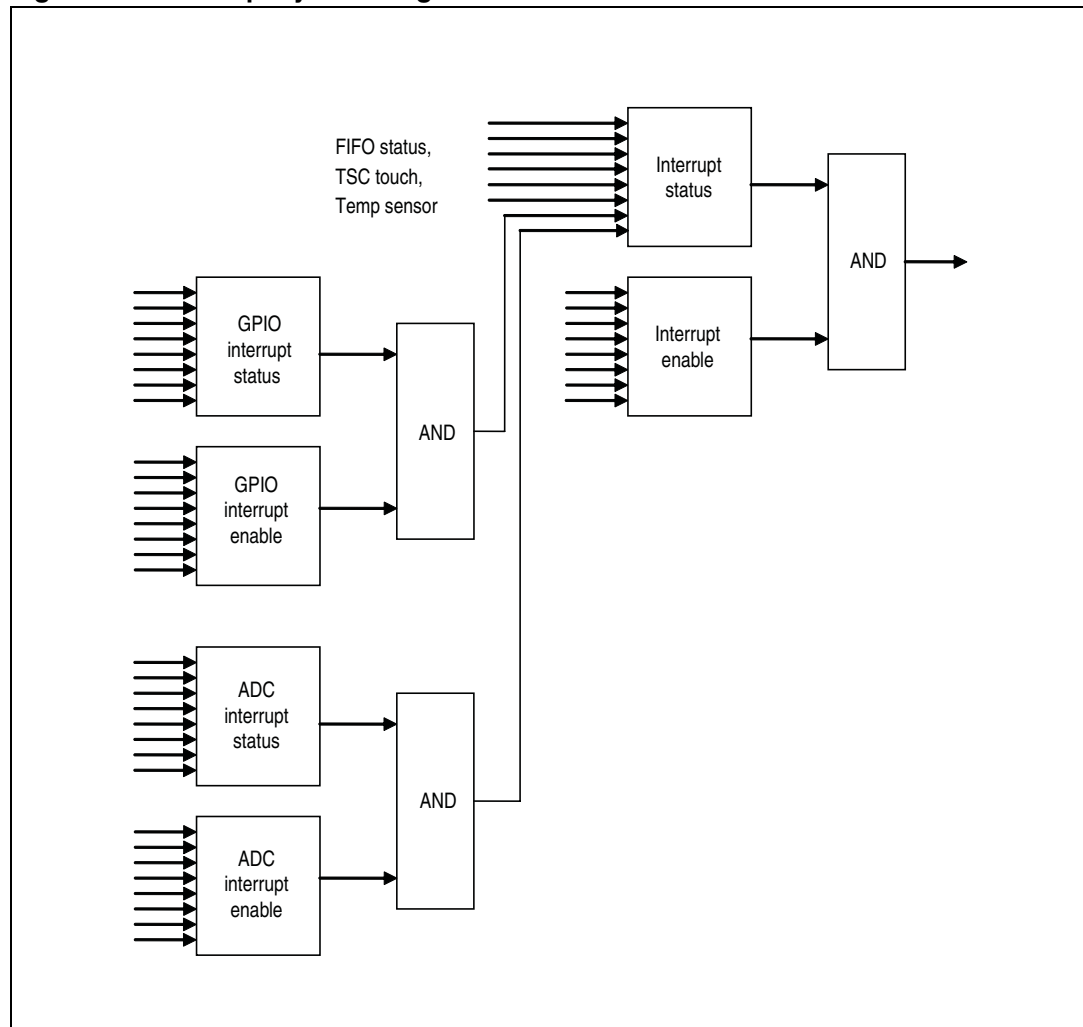 FIFO status,
TSC touch,
Temp sensor
Interrupt
status
AND
Interrupt
enable
GPIO
interrupt
status
AND
GPIO
interrupt
enable
ADC
interrupt
status
AND
ADC
interrupt
enable